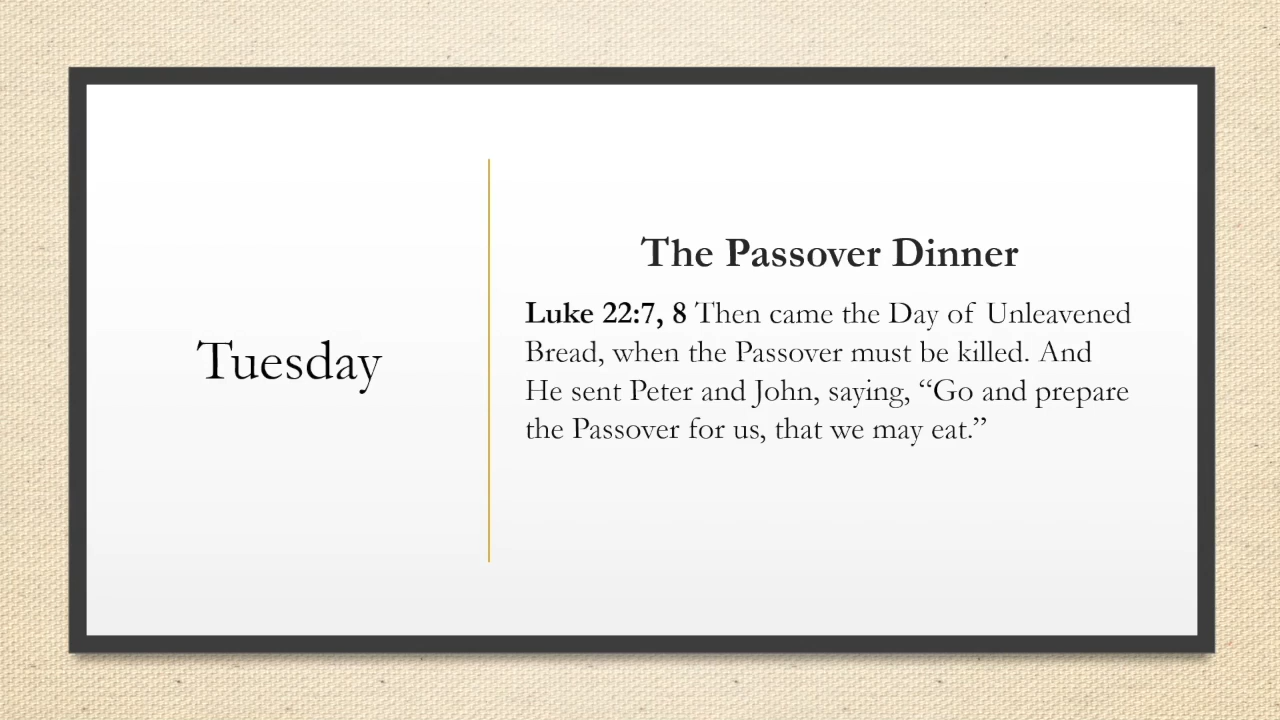 Tuesday
The Passover Dinner
Luke 22:7, 8 Then came the Day of Unleavened
Bread, when the Passover must be killed. And
He sent Peter and John, saying, “Go and prepare
the Passover for us, that we may eat.”